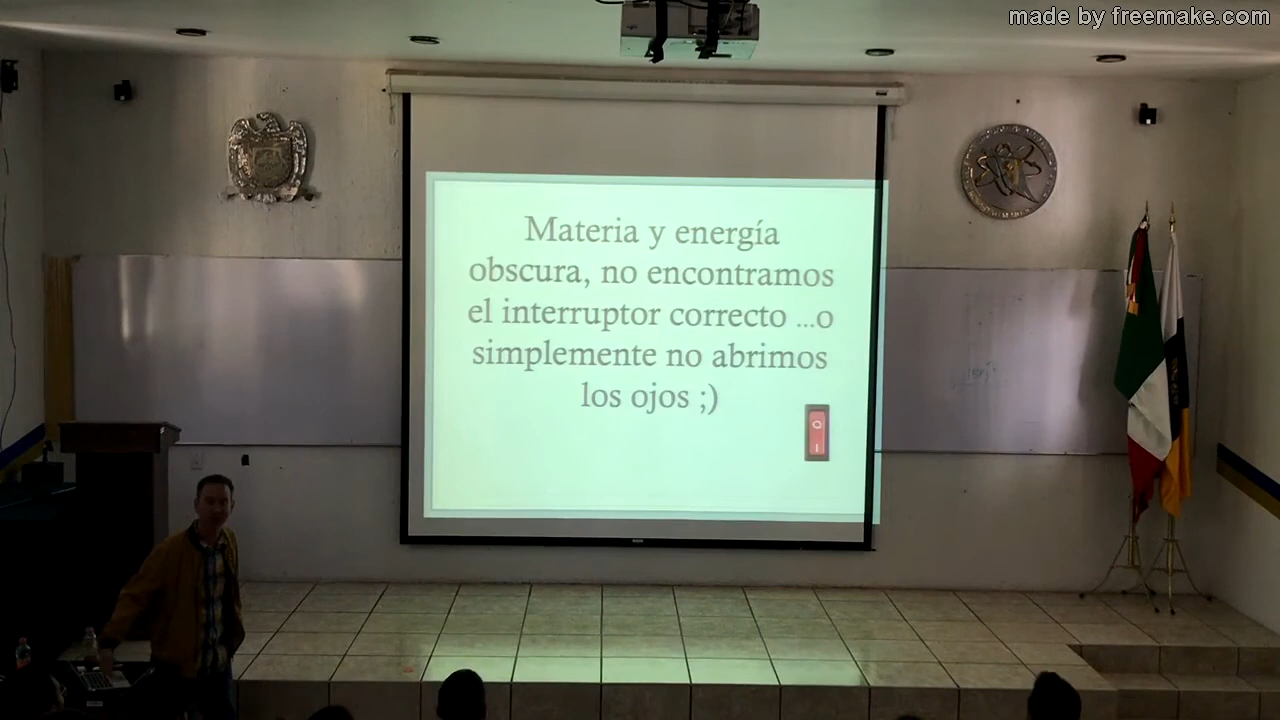 made by freemake.com
Materia y energía
obscura, no encontramos
el interruptor correcto ...o
simplemente no abrimos
los ojos ;)